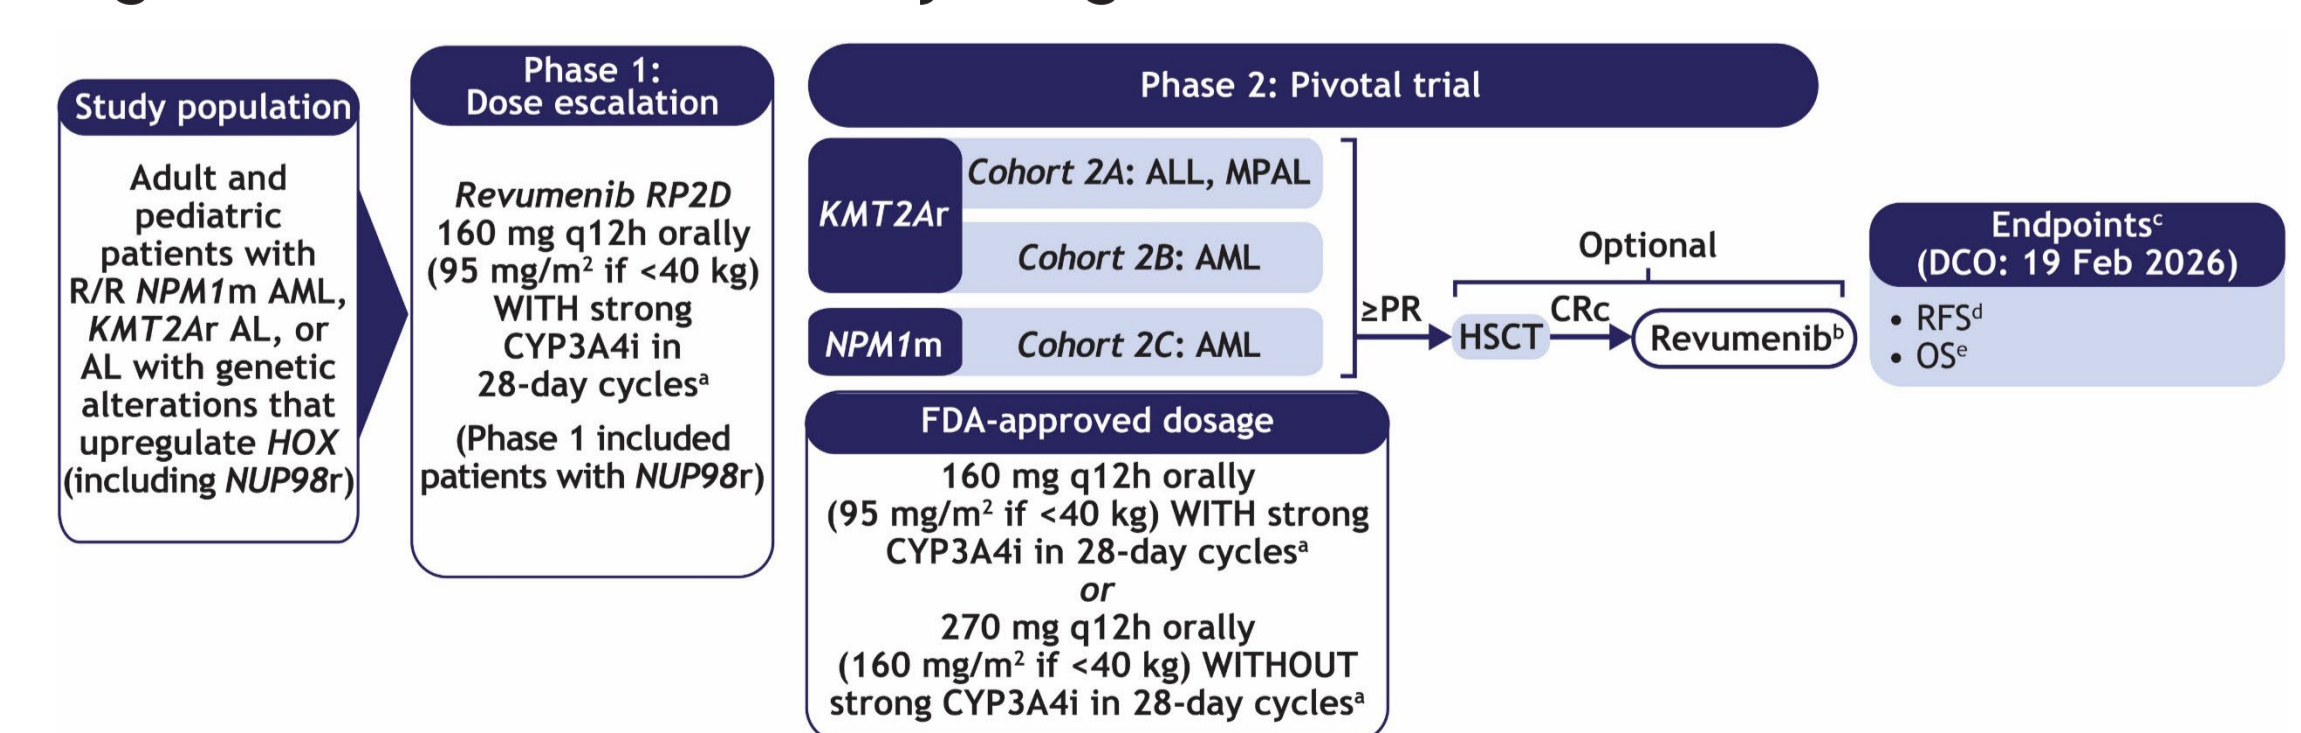 Study population
Adult and
pediatric
patients with
R/R NPM1m AML,
KMT2Ar AL, or
AL with genetic
alterations that
upregulate HOX
(including NUP98r)
Phase 1:
Dose escalation
Revumenib RP2D
160 mg q12h orally
(95 mg/m² if <40 kg)
WITH strong
CYP3A4i in
28-day cyclesᵃ
(Phase 1 included
patients with NUP98r)
Phase 2: Pivotal trial
KMT2Ar
Cohort 2A: ALL, MPAL
Cohort 2B: AML
NPM1m
Cohort 2C: AML
FDA-approved dosage
160 mg q12h orally
(95 mg/m² if <40 kg) WITH strong
CYP3A4i in 28-day cyclesᵃ
or
270 mg q12h orally
(160 mg/m² if <40 kg) WITHOUT
strong CYP3A4i in 28-day cyclesᵃ
≥PR
Optional
HSCT
CRc
Revumenibᵇ
Endpointsᶜ
(DCO: 19 Feb 2026)
• RFSᵈ
• OSᵉ